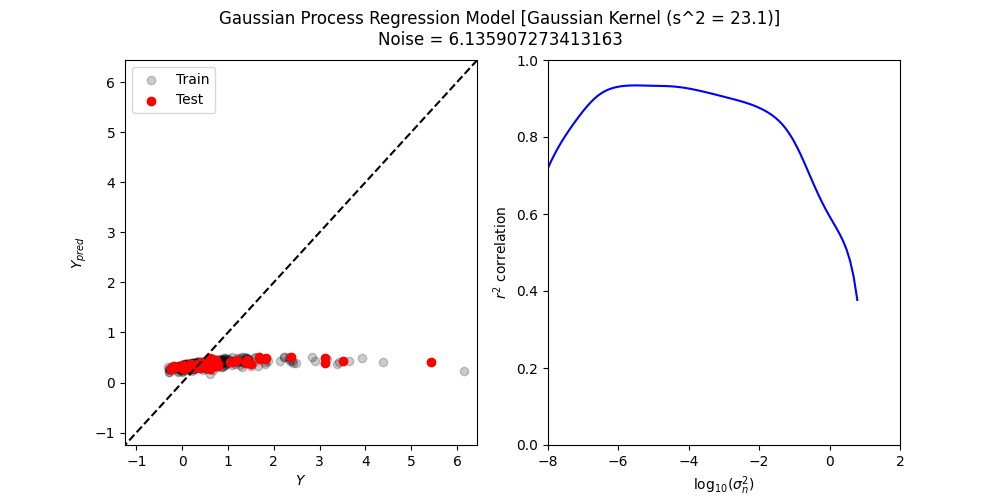 Gaussian Process Regression Model [Gaussian Kernel (s^2 = 23.1)]
Noise = 6.135907273413163
Train
Test
6
5
4
3
2
1
0
−1
Y_pred
−1 0 1 2 3 4 5 6
Y
1.0
0.8
0.6
0.4
0.2
0.0
r² correlation
−8 −6 −4 −2 0 2
log₁₀(σₙ²)